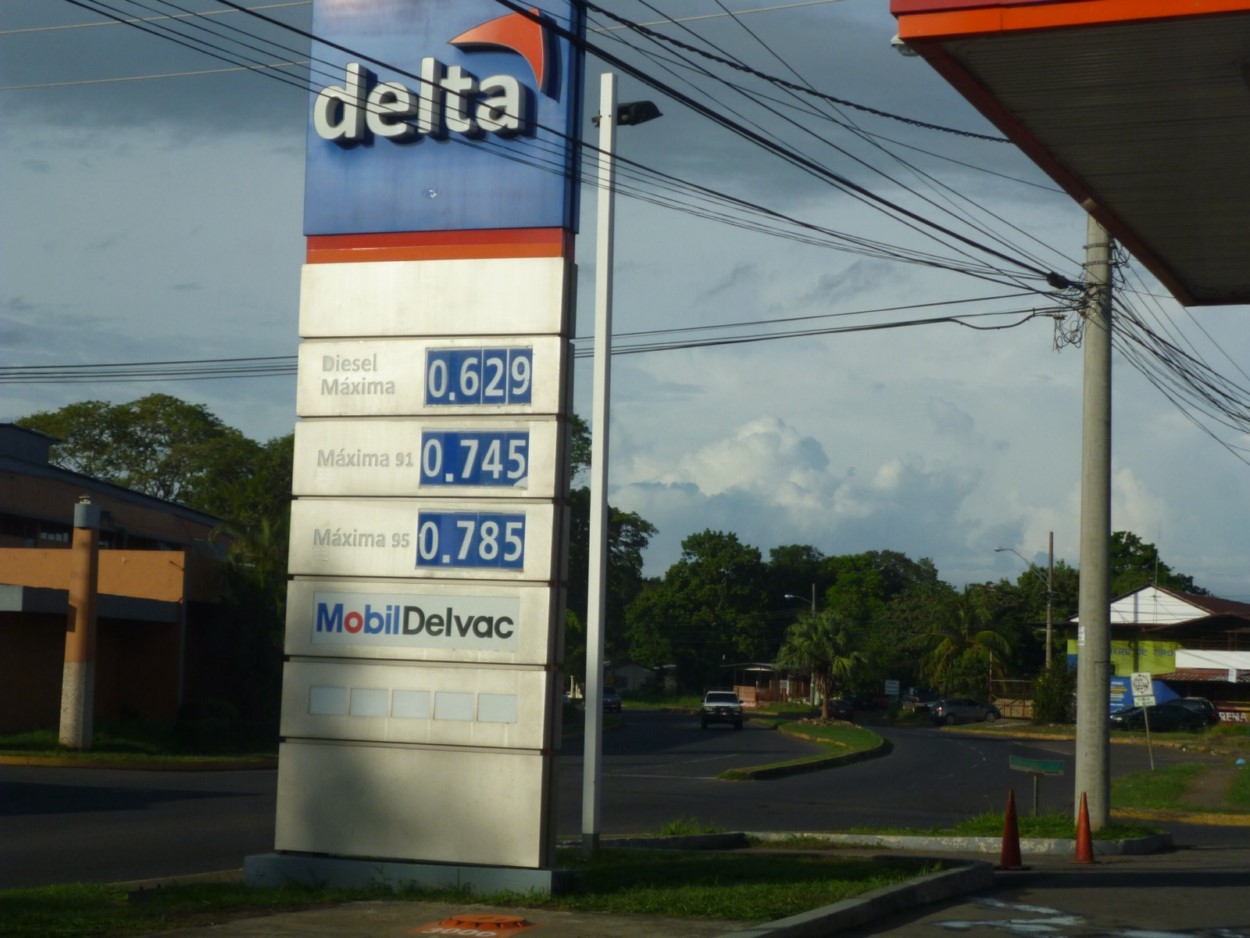 delta
Diesel
Máxima
0.629
Máxima 91
0.745
Máxima 95
0.785
MobilDelvac